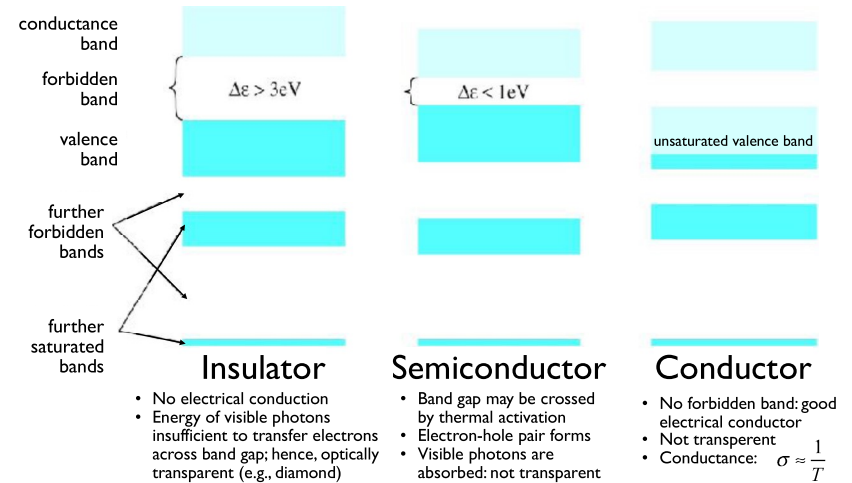 conductance
band
forbidden
band
valence
band
further
forbidden
bands
further
saturated
bands
Δε > 3eV
Δε < 1eV
unsaturated valence band
Insulator
• No electrical conduction
• Energy of visible photons
insufficient to transfer electrons
across band gap; hence, optically
transparent (e.g., diamond)
Semiconductor
• Band gap may be crossed
by thermal activation
• Electron-hole pair forms
• Visible photons are
absorbed: not transparent
Conductor
• No forbidden band: good
electrical conductor
• Not transperent
• Conductance: σ ≈ 1/T